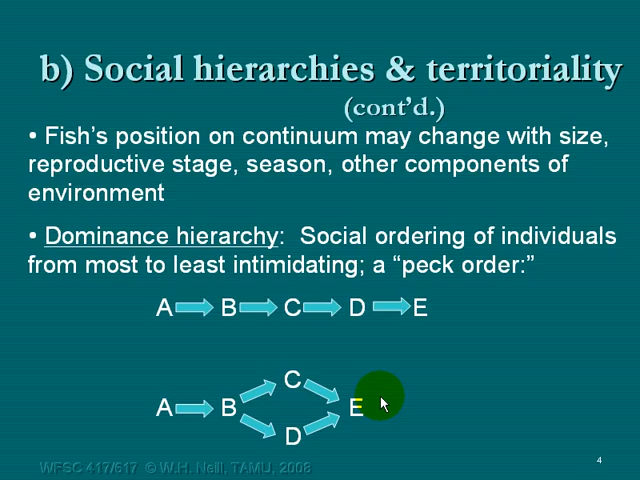 b) Social hierarchies & territoriality
(cont'd.)
• Fish's position on continuum may change with size,
reproductive stage, season, other components of
environment
• Dominance hierarchy:  Social ordering of individuals
from most to least intimidating; a “peck order:”
A B C D E
C
A B E
D
WFSC 417/617 © W.H. Neill, TAMU, 2008
4